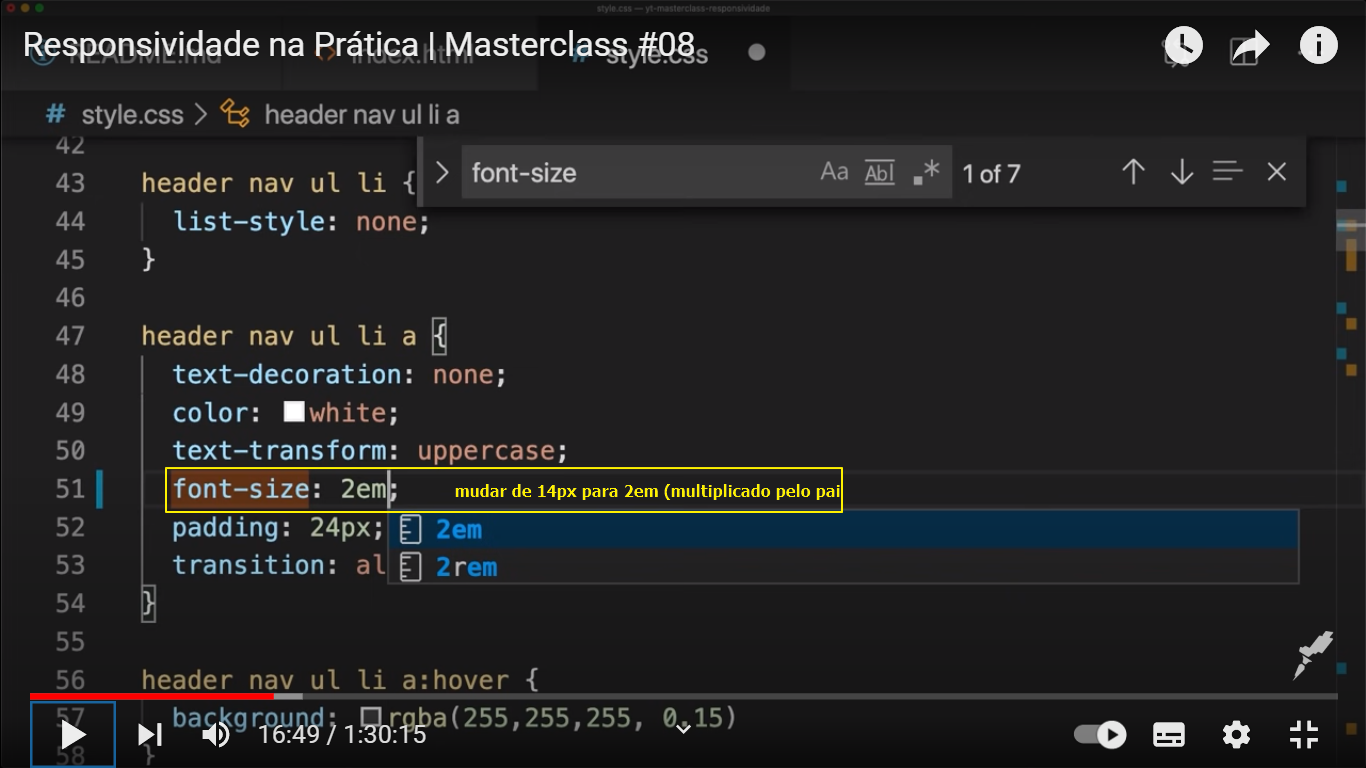 style.css — yt-masterclass-responsividade
Responsividade na Prática | Masterclass #08
README.md index.html # style.css
# style.css > header nav ul li a
font-size Aa Abl .* 1 of 7
42
43 header nav ul li {
44 list-style: none;
45 }
46
47 header nav ul li a {
48 text-decoration: none;
49 color: white;
50 text-transform: uppercase;
51 font-size: 2em; mudar de 14px para 2em (multiplicado pelo pai
52 padding: 24px; 2em
53 transition: al 2rem
54 }
55
56 header nav ul li a:hover {
57 background: rgba(255,255,255, 0.15)
58 }
16:49 / 1:30:15